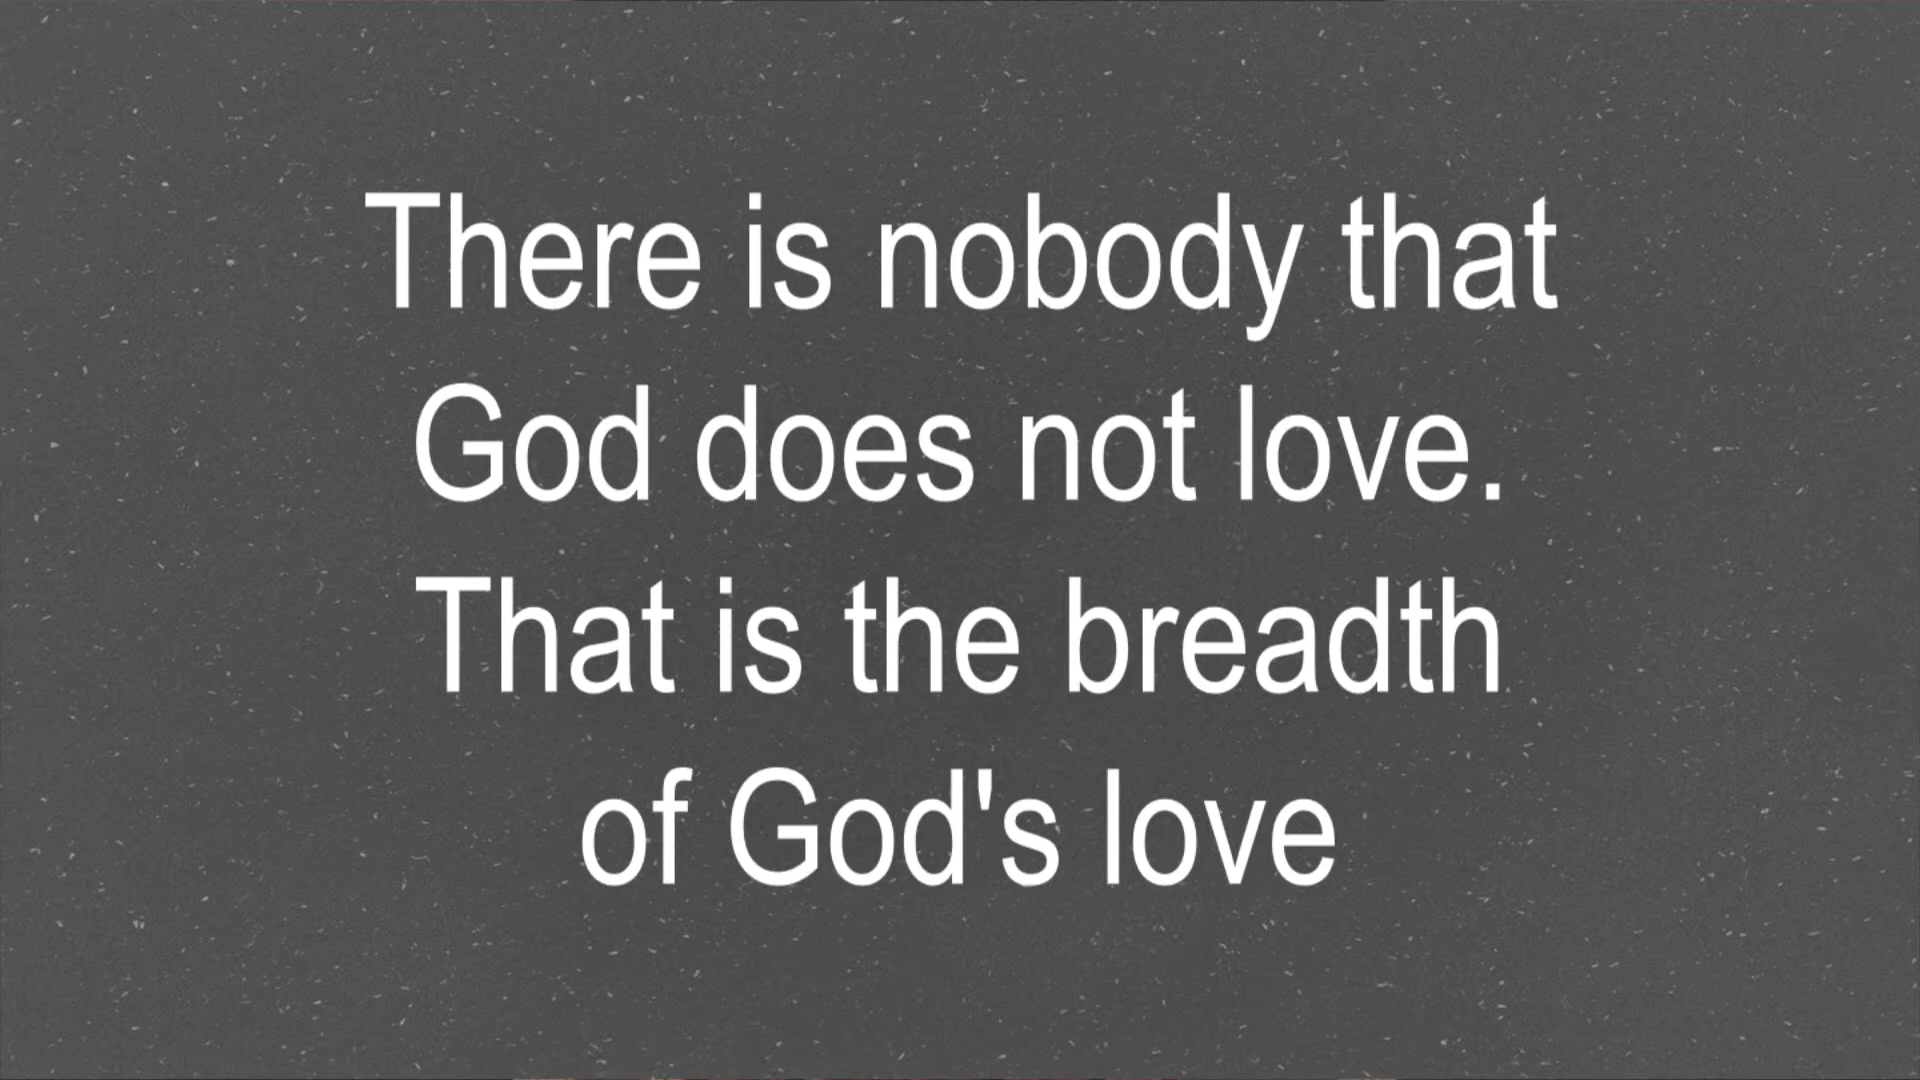 There is nobody that
God does not love.
That is the breadth
of God's love